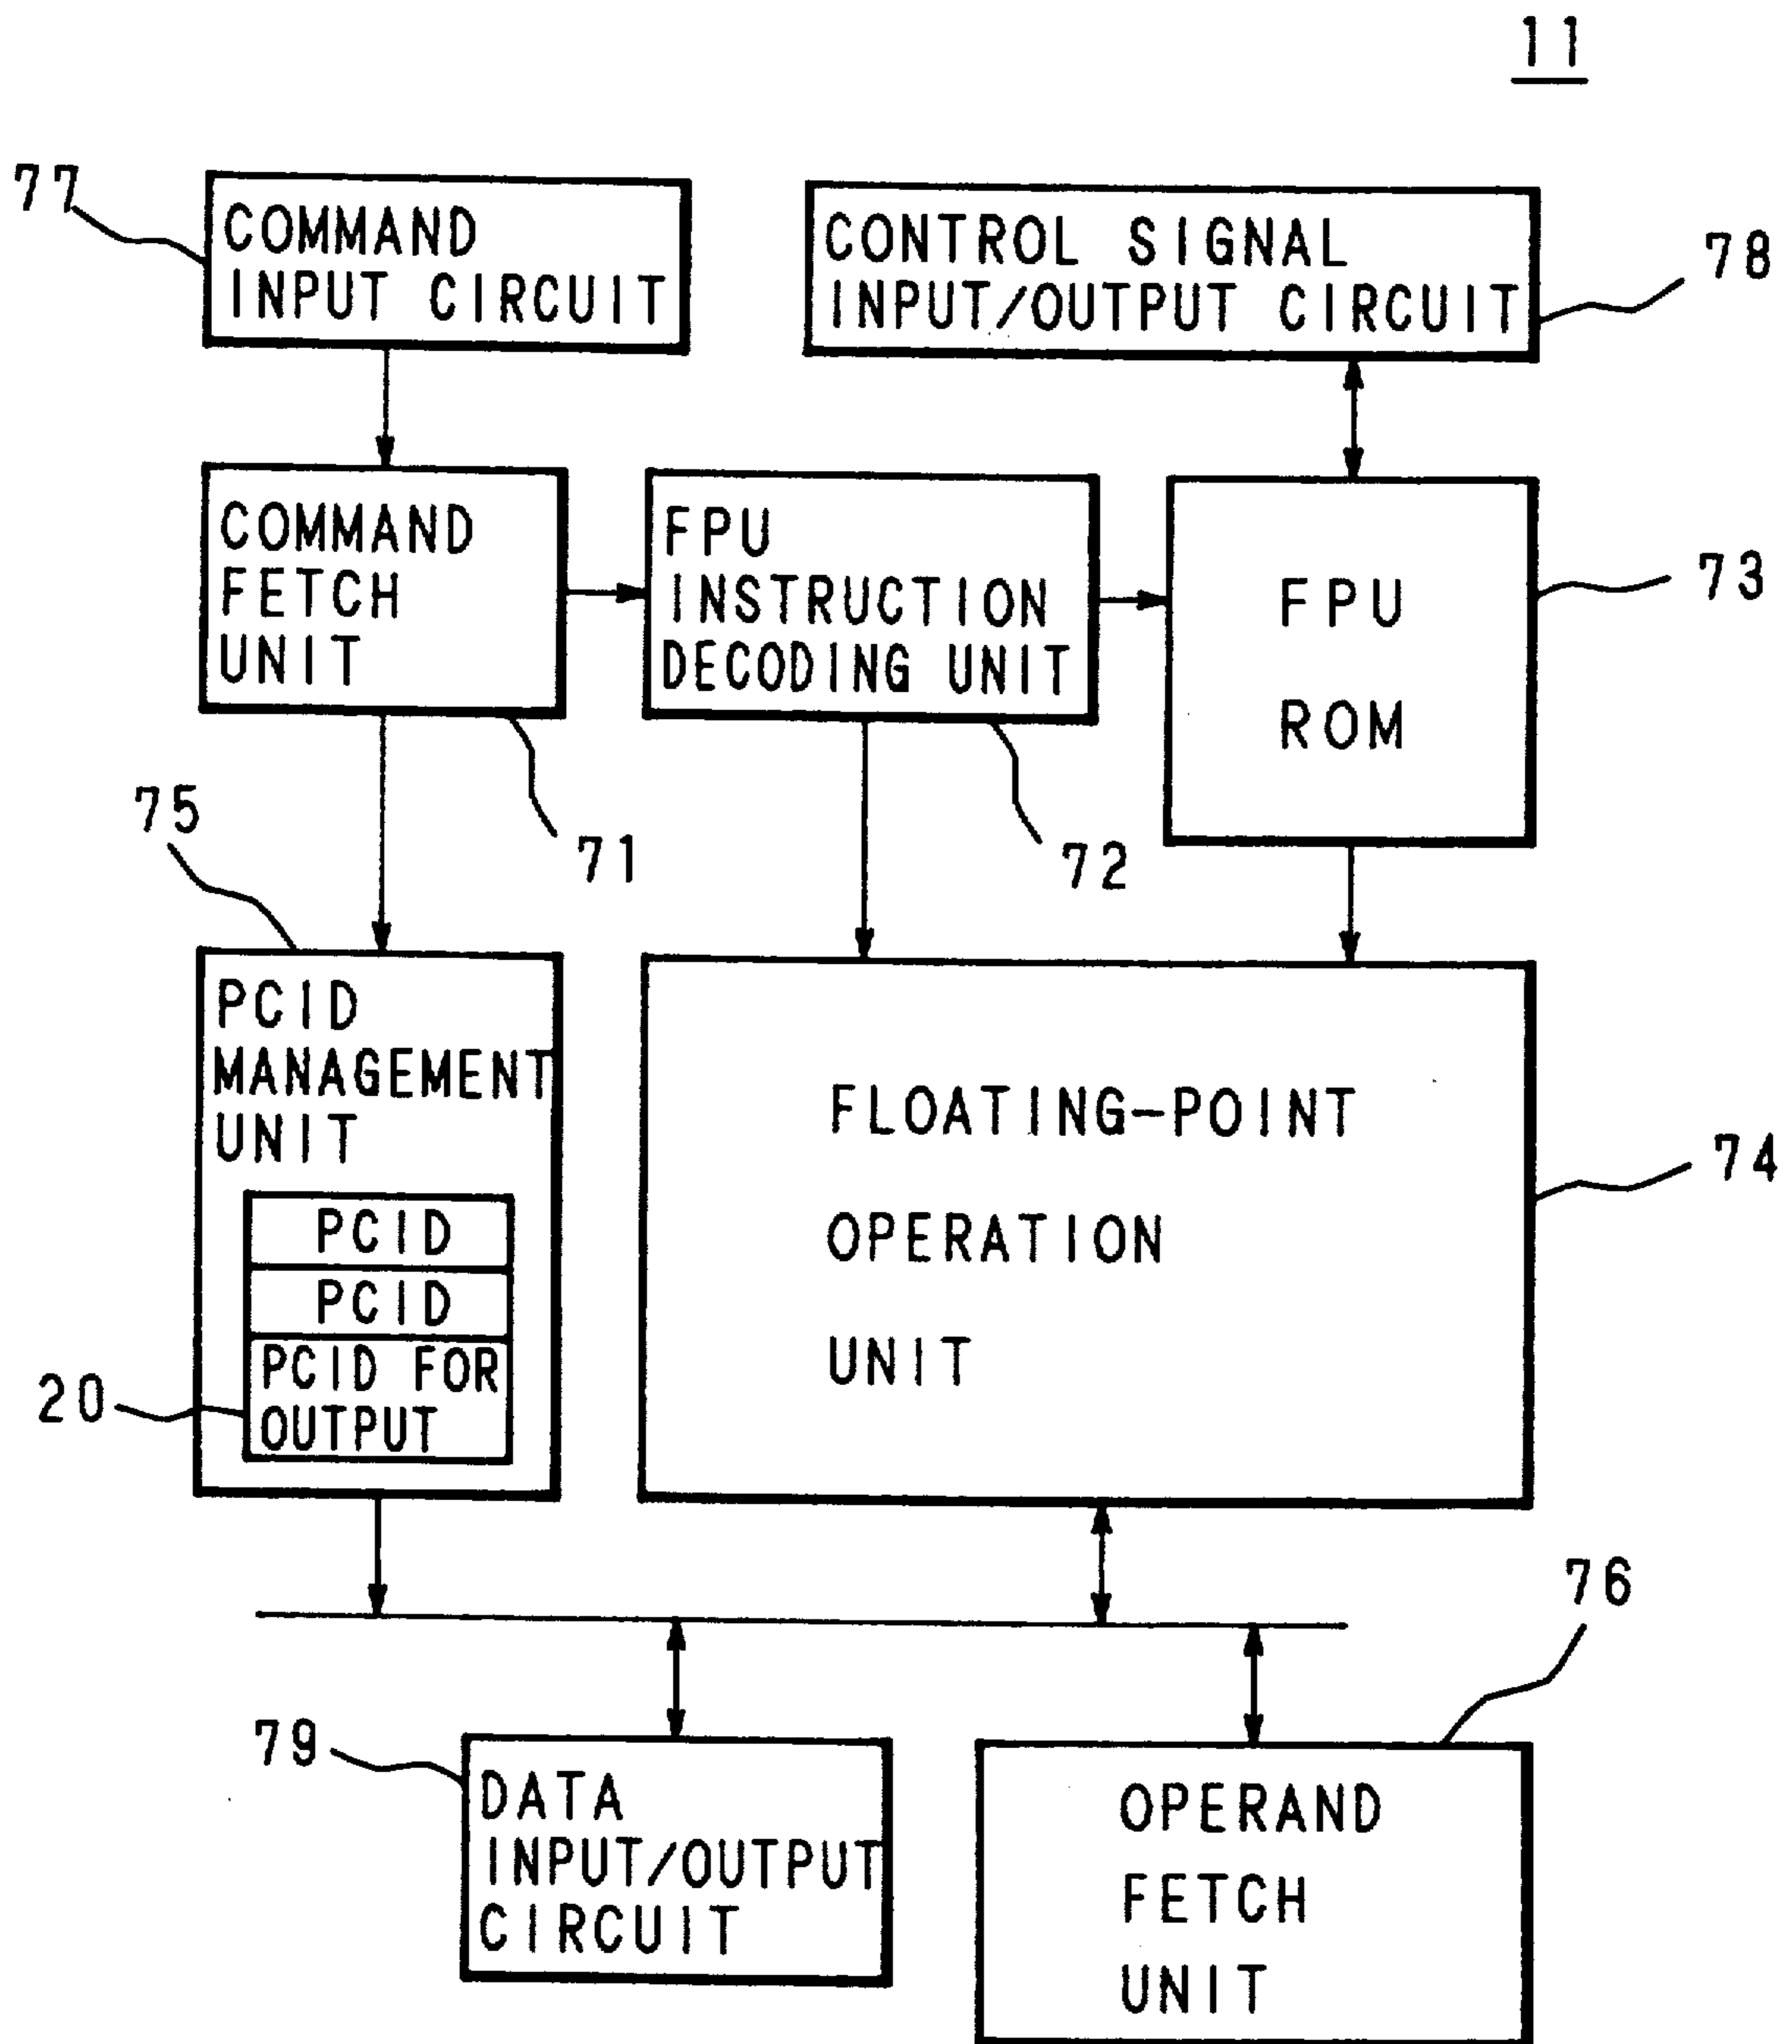 11
77
COMMAND
INPUT CIRCUIT
CONTROL SIGNAL
INPUT/OUTPUT CIRCUIT
78
COMMAND
FETCH
UNIT
FPU
INSTRUCTION
DECODING UNIT
FPU
ROM
73
75
71
72
PCID
MANAGEMENT
UNIT
PCID
PCID
PCID FOR
OUTPUT
20
FLOATING-POINT
OPERATION
UNIT
74
76
79
DATA
INPUT/OUTPUT
CIRCUIT
OPERAND
FETCH
UNIT